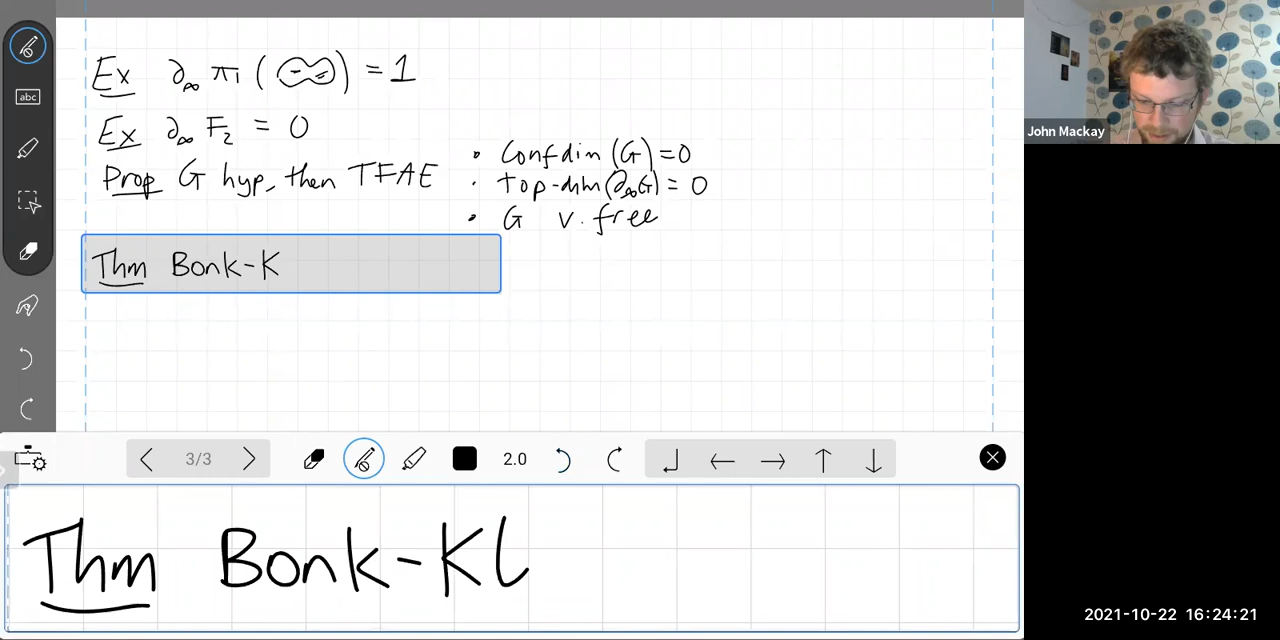 Ex ∂∞ π1 ( ) = 1
Ex ∂∞ F2 = 0
Prop G hyp, then TFAE
• Confdim (G) = 0
• top-dim (∂∞G) = 0
• G v. free
Thm Bonk-K
abc
3/3
2.0
Thm Bonk-Kl
John Mackay
2021-10-22 16:24:21